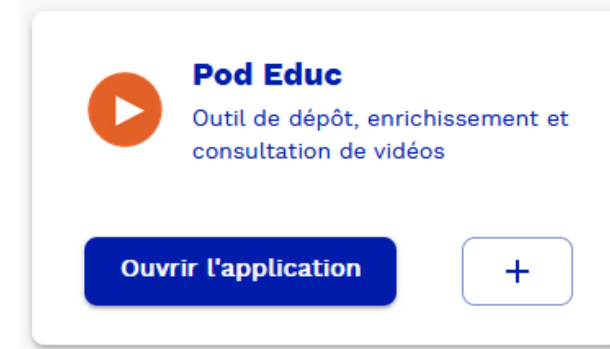 Pod Educ
Outil de dépôt, enrichissement et
consultation de vidéos
Ouvrir l'application
+